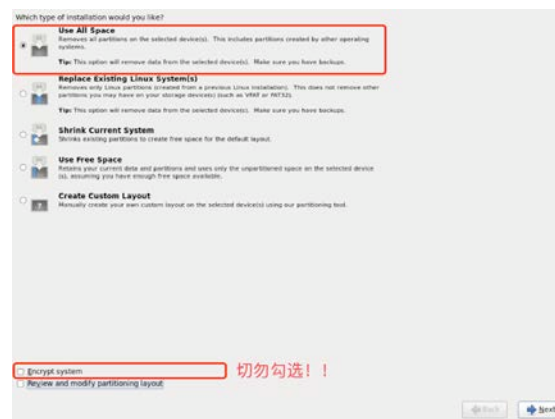 Which type of installation would you like?
Use All Space
Removes all partitions on the selected device(s). This includes partitions created by other operating
systems.
Tip: This option will remove data from the selected device(s). Make sure you have backups.
Replace Existing Linux System(s)
Removes only Linux partitions (created from a previous Linux installation). This does not remove other
partitions you may have on your storage device(s) (such as VFAT or FAT32).
Tip: This option will remove data from the selected device(s). Make sure you have backups.
Shrink Current System
Shrinks existing partitions to create free space for the default layout.
Use Free Space
Retains your current data and partitions and uses only the unpartitioned space on the selected device
(s), assuming you have enough free space available.
Create Custom Layout
Manually create your own custom layout on the selected device(s) using our partitioning tool.
Encrypt system 切勿勾选！！
Review and modify partitioning layout
Back Next